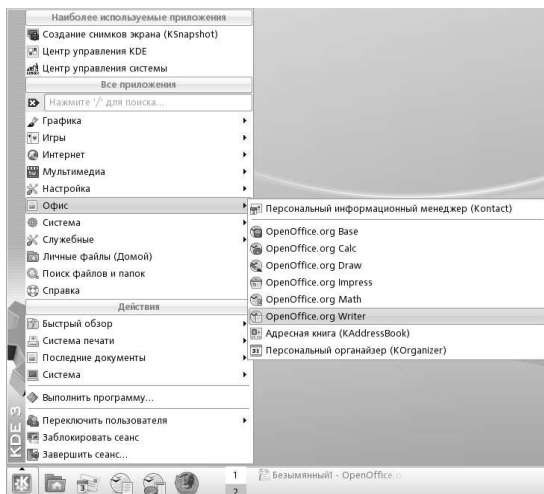 Наиболее используемые приложения
Создание снимков экрана (KSnapshot)
Центр управления KDE
Центр управления системы
Все приложения
Нажмите '/' для поиска...
Графика
Игры
Интернет
Мультимедиа
Настройка
Офис
Система
Служебные
Личные файлы (Домой)
Поиск файлов и папок
Справка
Действия
Быстрый обзор
Система печати
Последние документы
Система
Выполнить программу...
Переключить пользователя
Заблокировать сеанс
Завершить сеанс...
KDE 3
Персональный информационный менеджер (Kontact)
OpenOffice.org Base
OpenOffice.org Calc
OpenOffice.org Draw
OpenOffice.org Impress
OpenOffice.org Math
OpenOffice.org Writer
Адресная книга (KAddressBook)
Персональный органайзер (KOrganizer)
1
2
Безымянный1 - OpenOffice.o